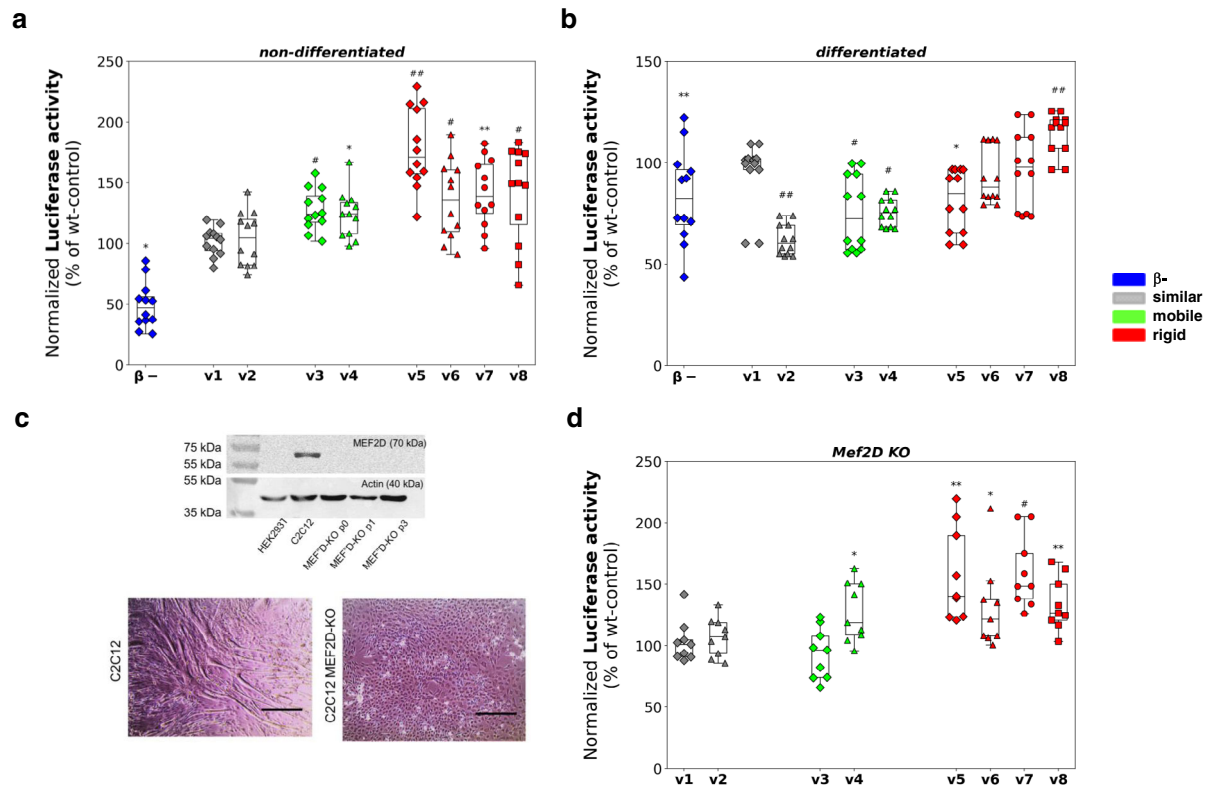 a
non-differentiated
Normalized Luciferase activity
(% of wt-control)
250
200
150
100
50
0
*
#
*
##
#
**
#
β –
v1
v2
v3
v4
v5
v6
v7
v8
b
differentiated
Normalized Luciferase activity
(% of wt-control)
150
100
50
0
**
##
#
#
*
##
β –
v1
v2
v3
v4
v5
v6
v7
v8
β-
similar
mobile
rigid
c
75 kDa
55 kDa
55 kDa
35 kDa
MEF2D (70 kDa)
Actin (40 kDa)
HEK293T
C2C12
MEF"D-KO p0
MEF"D-KO p1
MEF"D-KO p3
C2C12
C2C12 MEF2D-KO
d
Mef2D KO
Normalized Luciferase activity
(% of wt-control)
250
200
150
100
50
0
*
**
*
#
**
v1
v2
v3
v4
v5
v6
v7
v8